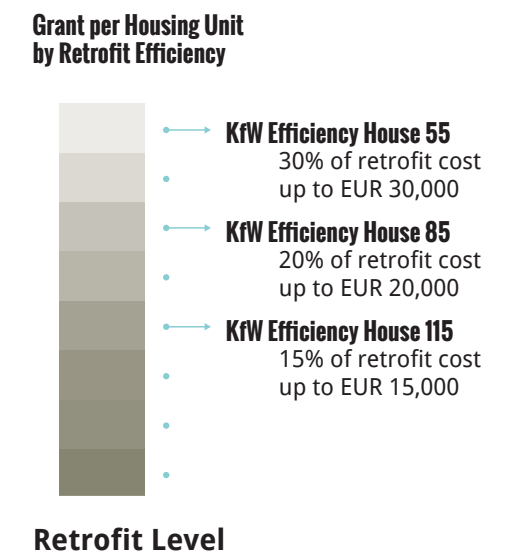 Grant per Housing Unit
by Retrofit Efficiency
KfW Efficiency House 55
30% of retrofit cost
up to EUR 30,000
KfW Efficiency House 85
20% of retrofit cost
up to EUR 20,000
KfW Efficiency House 115
15% of retrofit cost
up to EUR 15,000
Retrofit Level